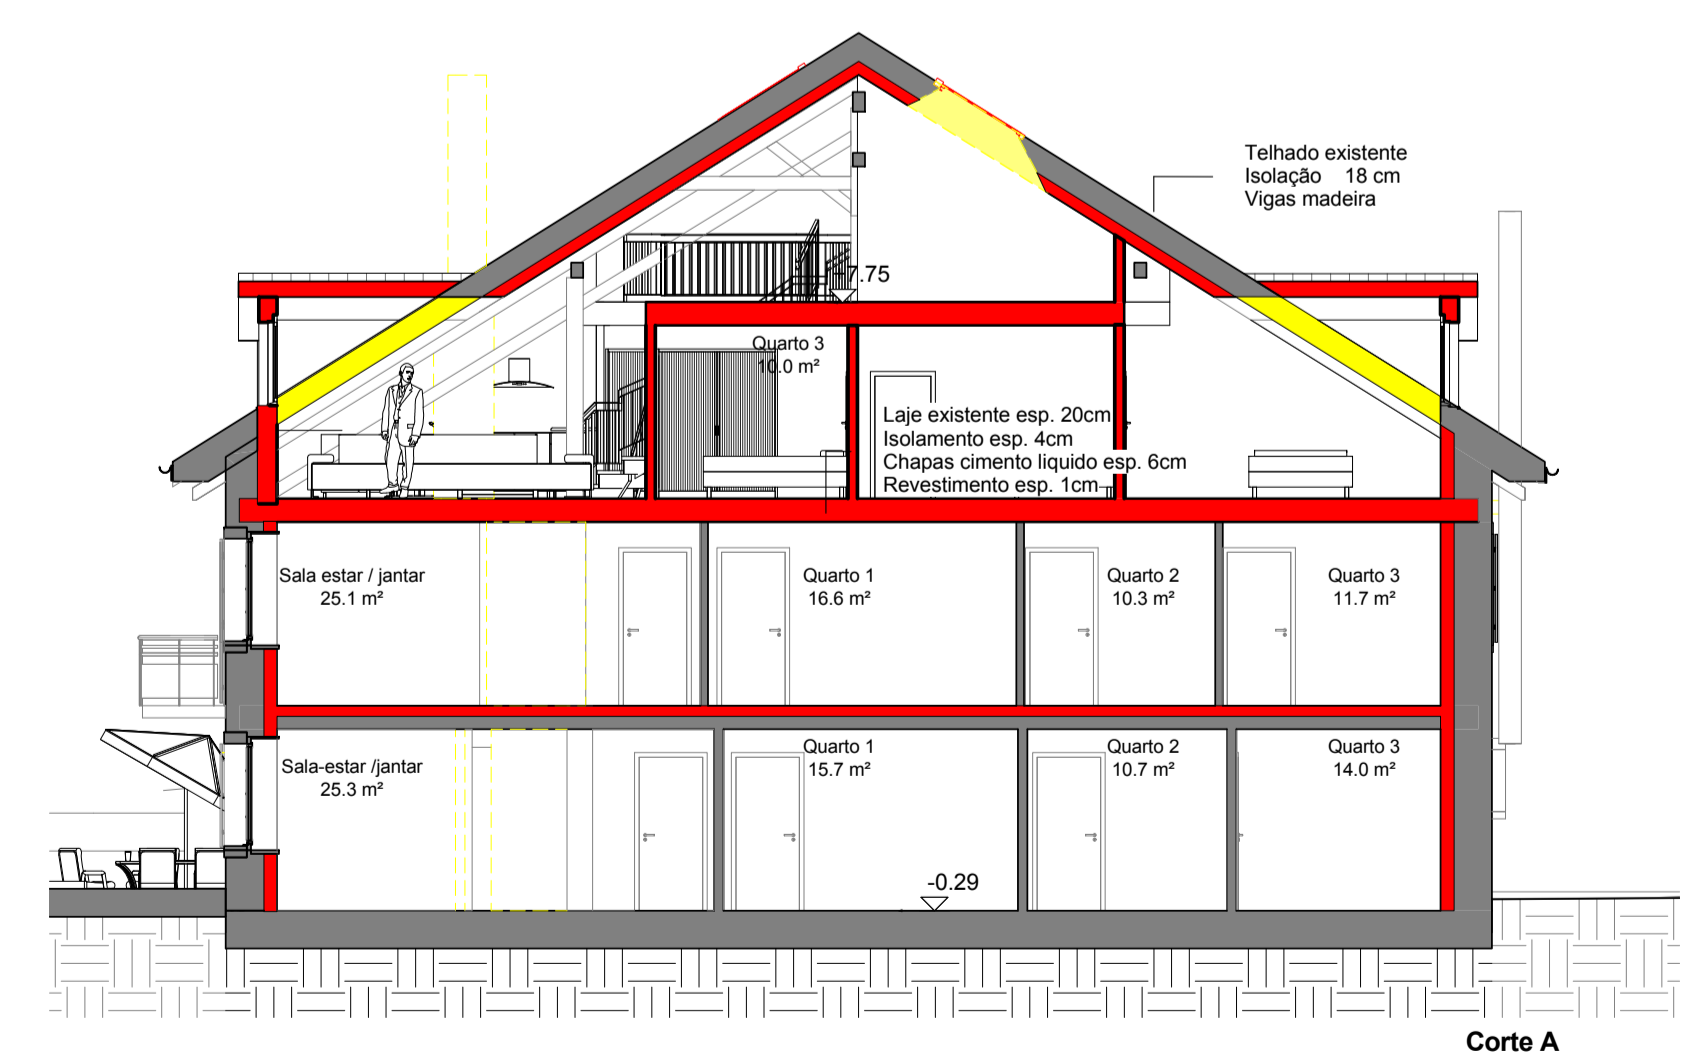 Telhado existente
Isolação 18 cm
Vigas madeira
7.75
Quarto 3
10.0 m²
Laje existente esp. 20cm
Isolamento esp. 4cm
Chapas cimento liquido esp. 6cm
Revestimento esp. 1cm
Sala estar / jantar
25.1 m²
Quarto 1
16.6 m²
Quarto 2
10.3 m²
Quarto 3
11.7 m²
Sala-estar /jantar
25.3 m²
Quarto 1
15.7 m²
Quarto 2
10.7 m²
Quarto 3
14.0 m²
-0.29
Corte A